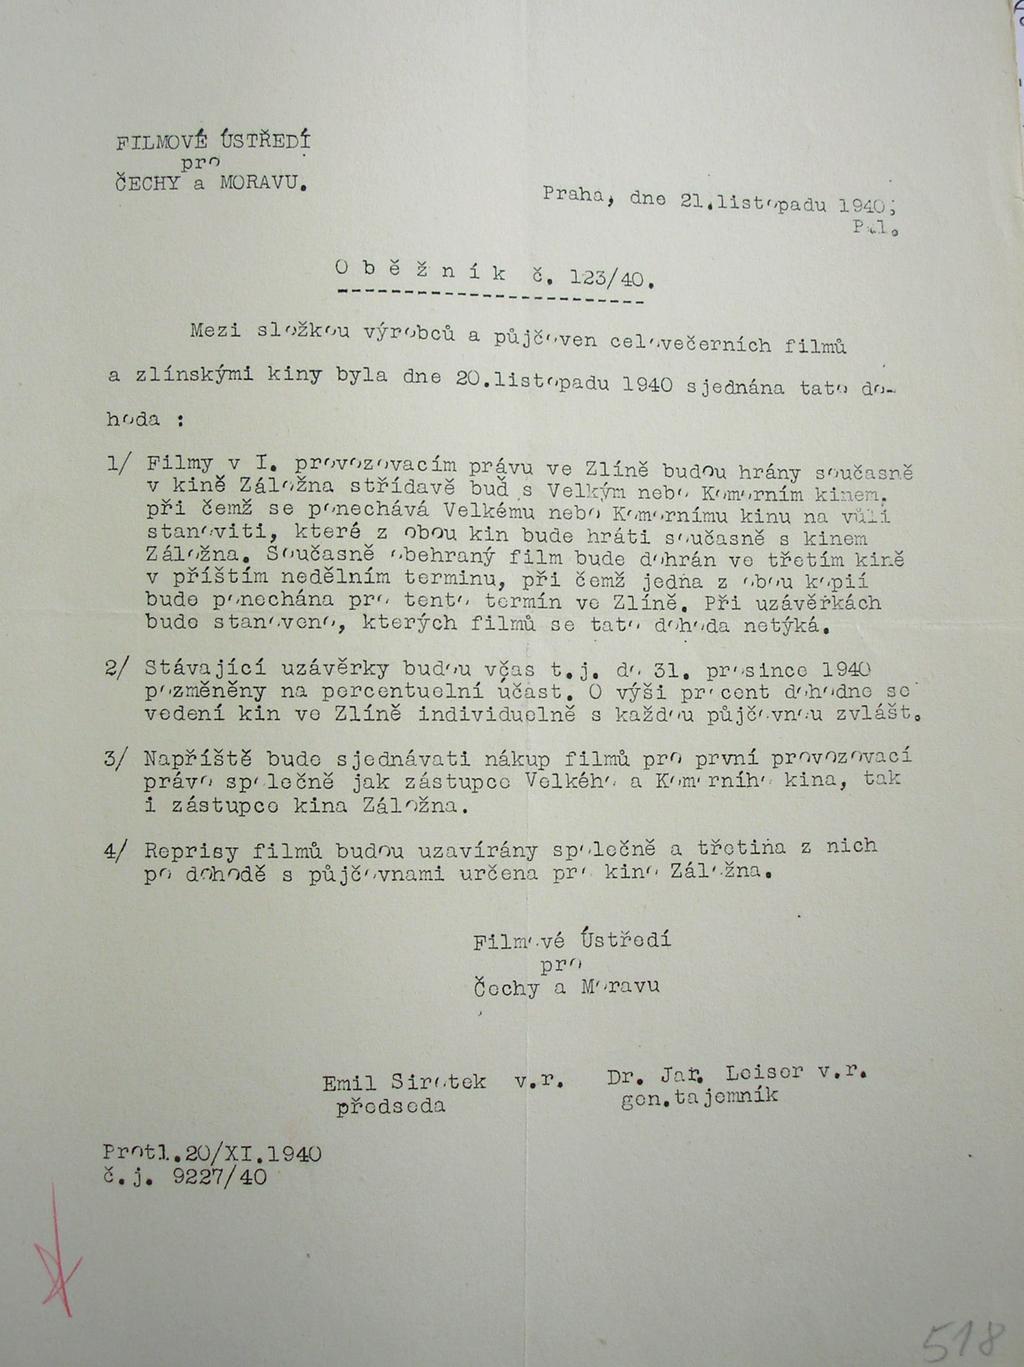 FILMOVÉ ÚSTŘEDÍ
pro
ČECHY a MORAVU.
Praha, dne 21.listopadu 1940;
Pal.
O b ě ž n í k č. 123/40.
Mezi složkou výrobců a půjčoven celovečerních filmů
a zlínskými kiny byla dne 20.listopadu 1940 sjednána tato do-
hoda :
1/ Filmy v I. provozovacím právu ve Zlíně budou hrány současně
v kině Záložna střídavě buď s Velkým nebo Komorním kinem,
při čemž se ponechává Velkému nebo Komornímu kinu na vůli
stanoviti, které z obou kin bude hráti současně s kinem
Záložna. Současně obehraný film bude dohrán ve třetím kině
v příštím nedělním terminu, při čemž jedna z obou kopií
bude ponechána pro tento termín ve Zlíně. Při uzávěrkách
bude stanoveno, kterých filmů se tato dohoda netýká.
2/ Stávající uzávěrky budou včas t.j. do 31. prosince 1940
pozměněny na percentuelní účast. O výši procent dohodne se
vedení kin ve Zlíně individuelně s každou půjčovnou zvlášť.
3/ Napříště bude sjednávati nákup filmů pro první provozovací
právo společně jak zástupce Velkého a Komorního kina, tak
i zástupce kina Záložna.
4/ Reprisy filmů budou uzavírány společně a třetina z nich
po dohodě s půjčovnami určena pro kino Záložna.
Filmové Ústředí
pro
Čechy a Moravu
Emil Sirotek v.r. Dr. Jar. Leiser v.r.
předseda gen.tajemník
Protl.20/XI.1940
č.j. 9227/40
518